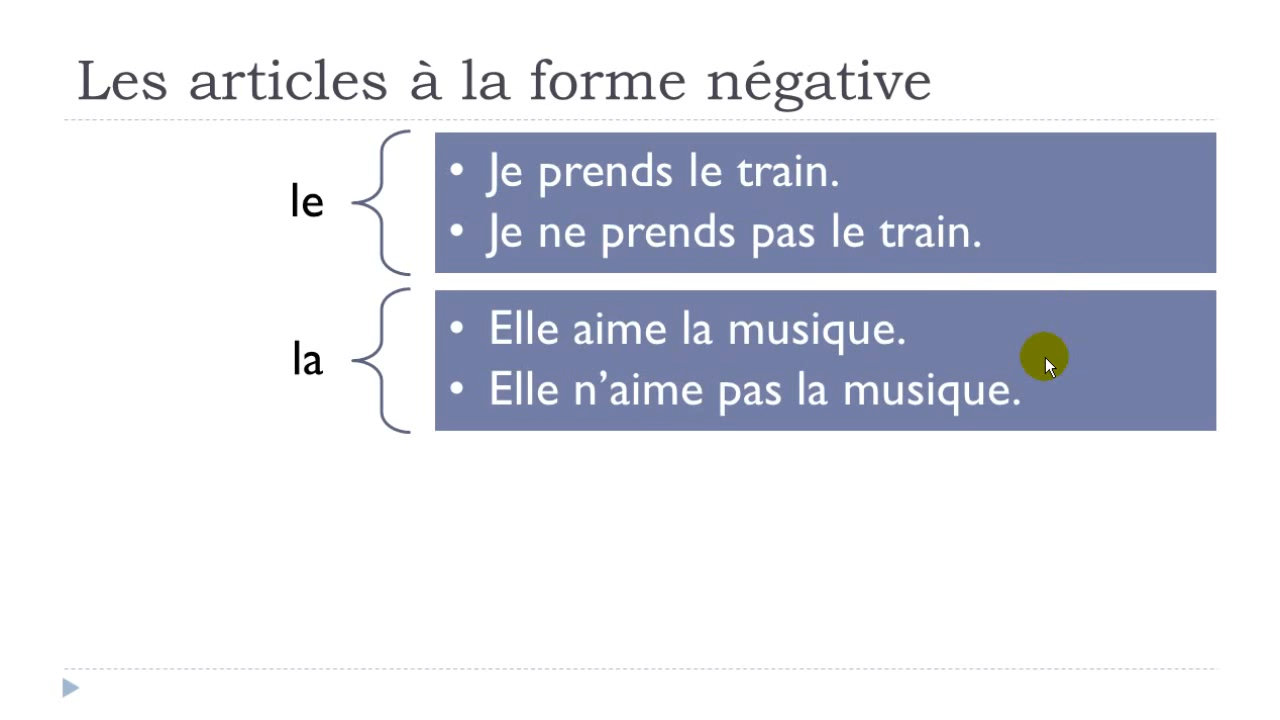 Les articles à la forme négative
le
• Je prends le train.
• Je ne prends pas le train.
la
• Elle aime la musique.
• Elle n’aime pas la musique.